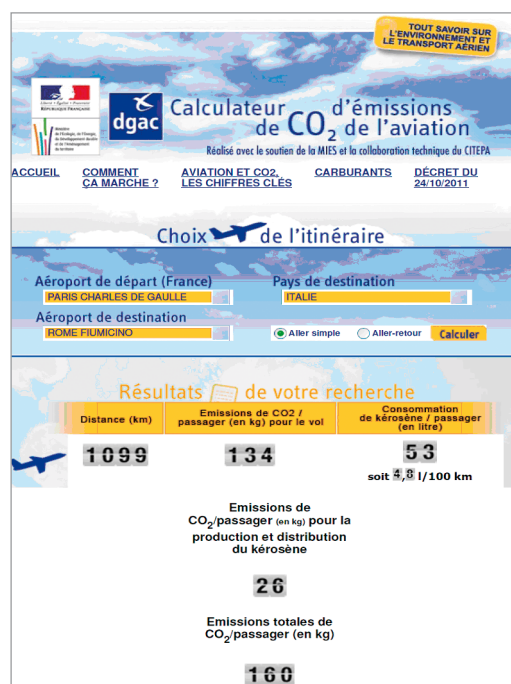 TOUT SAVOIR SUR
L'ENVIRONNEMENT ET
LE TRANSPORT AÉRIEN
Liberté • Égalité • Fraternité
RÉPUBLIQUE FRANÇAISE
dgac
Calculateur d'émissions
de CO2 de l'aviation
Réalisé avec le soutien de la MIES et la collaboration technique du CITEPA
ACCUEIL
COMMENT
ÇA MARCHE ?
AVIATION ET CO2,
LES CHIFFRES CLÉS
CARBURANTS
DÉCRET DU
24/10/2011
Choix de l'itinéraire
Aéroport de départ (France)
PARIS CHARLES DE GAULLE
Pays de destination
ITALIE
Aéroport de destination
ROME FIUMICINO
Aller simple
Aller-retour
Calculer
Résultats de votre recherche
Distance (km)
Emissions de CO2 /
passager (en kg) pour le vol
Consommation
de kérosène / passager
(en litre)
1099
134
53
soit 4,8 l/100 km
Emissions de
CO2/passager (en kg) pour la
production et distribution
du kérosène
26
Emissions totales de
CO2/passager (en kg)
160